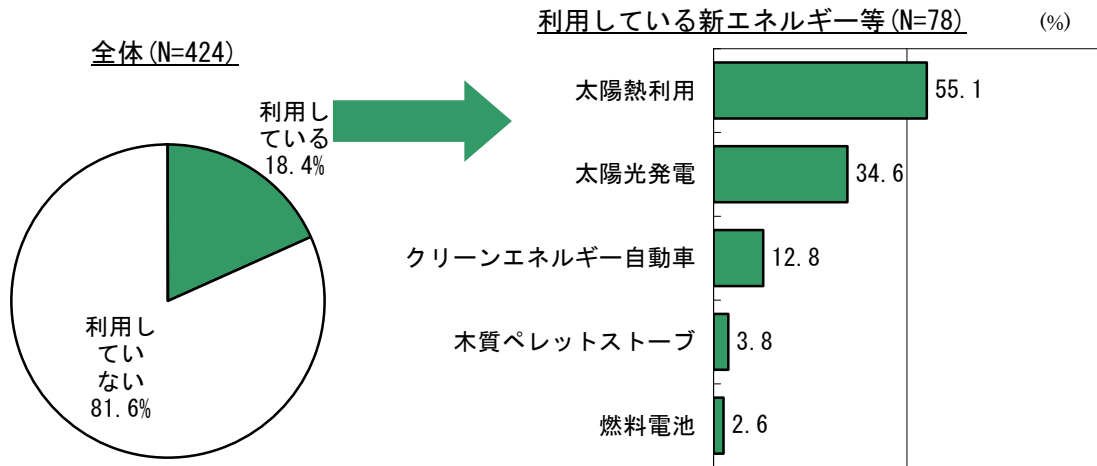 全体(N=424)
利用し
ている
18.4%
利用し
てい
ない
81.6%
利用している新エネルギー等(N=78)
(%)
太陽熱利用
55.1
太陽光発電
34.6
クリーンエネルギー自動車
12.8
木質ペレットストーブ
3.8
燃料電池
2.6